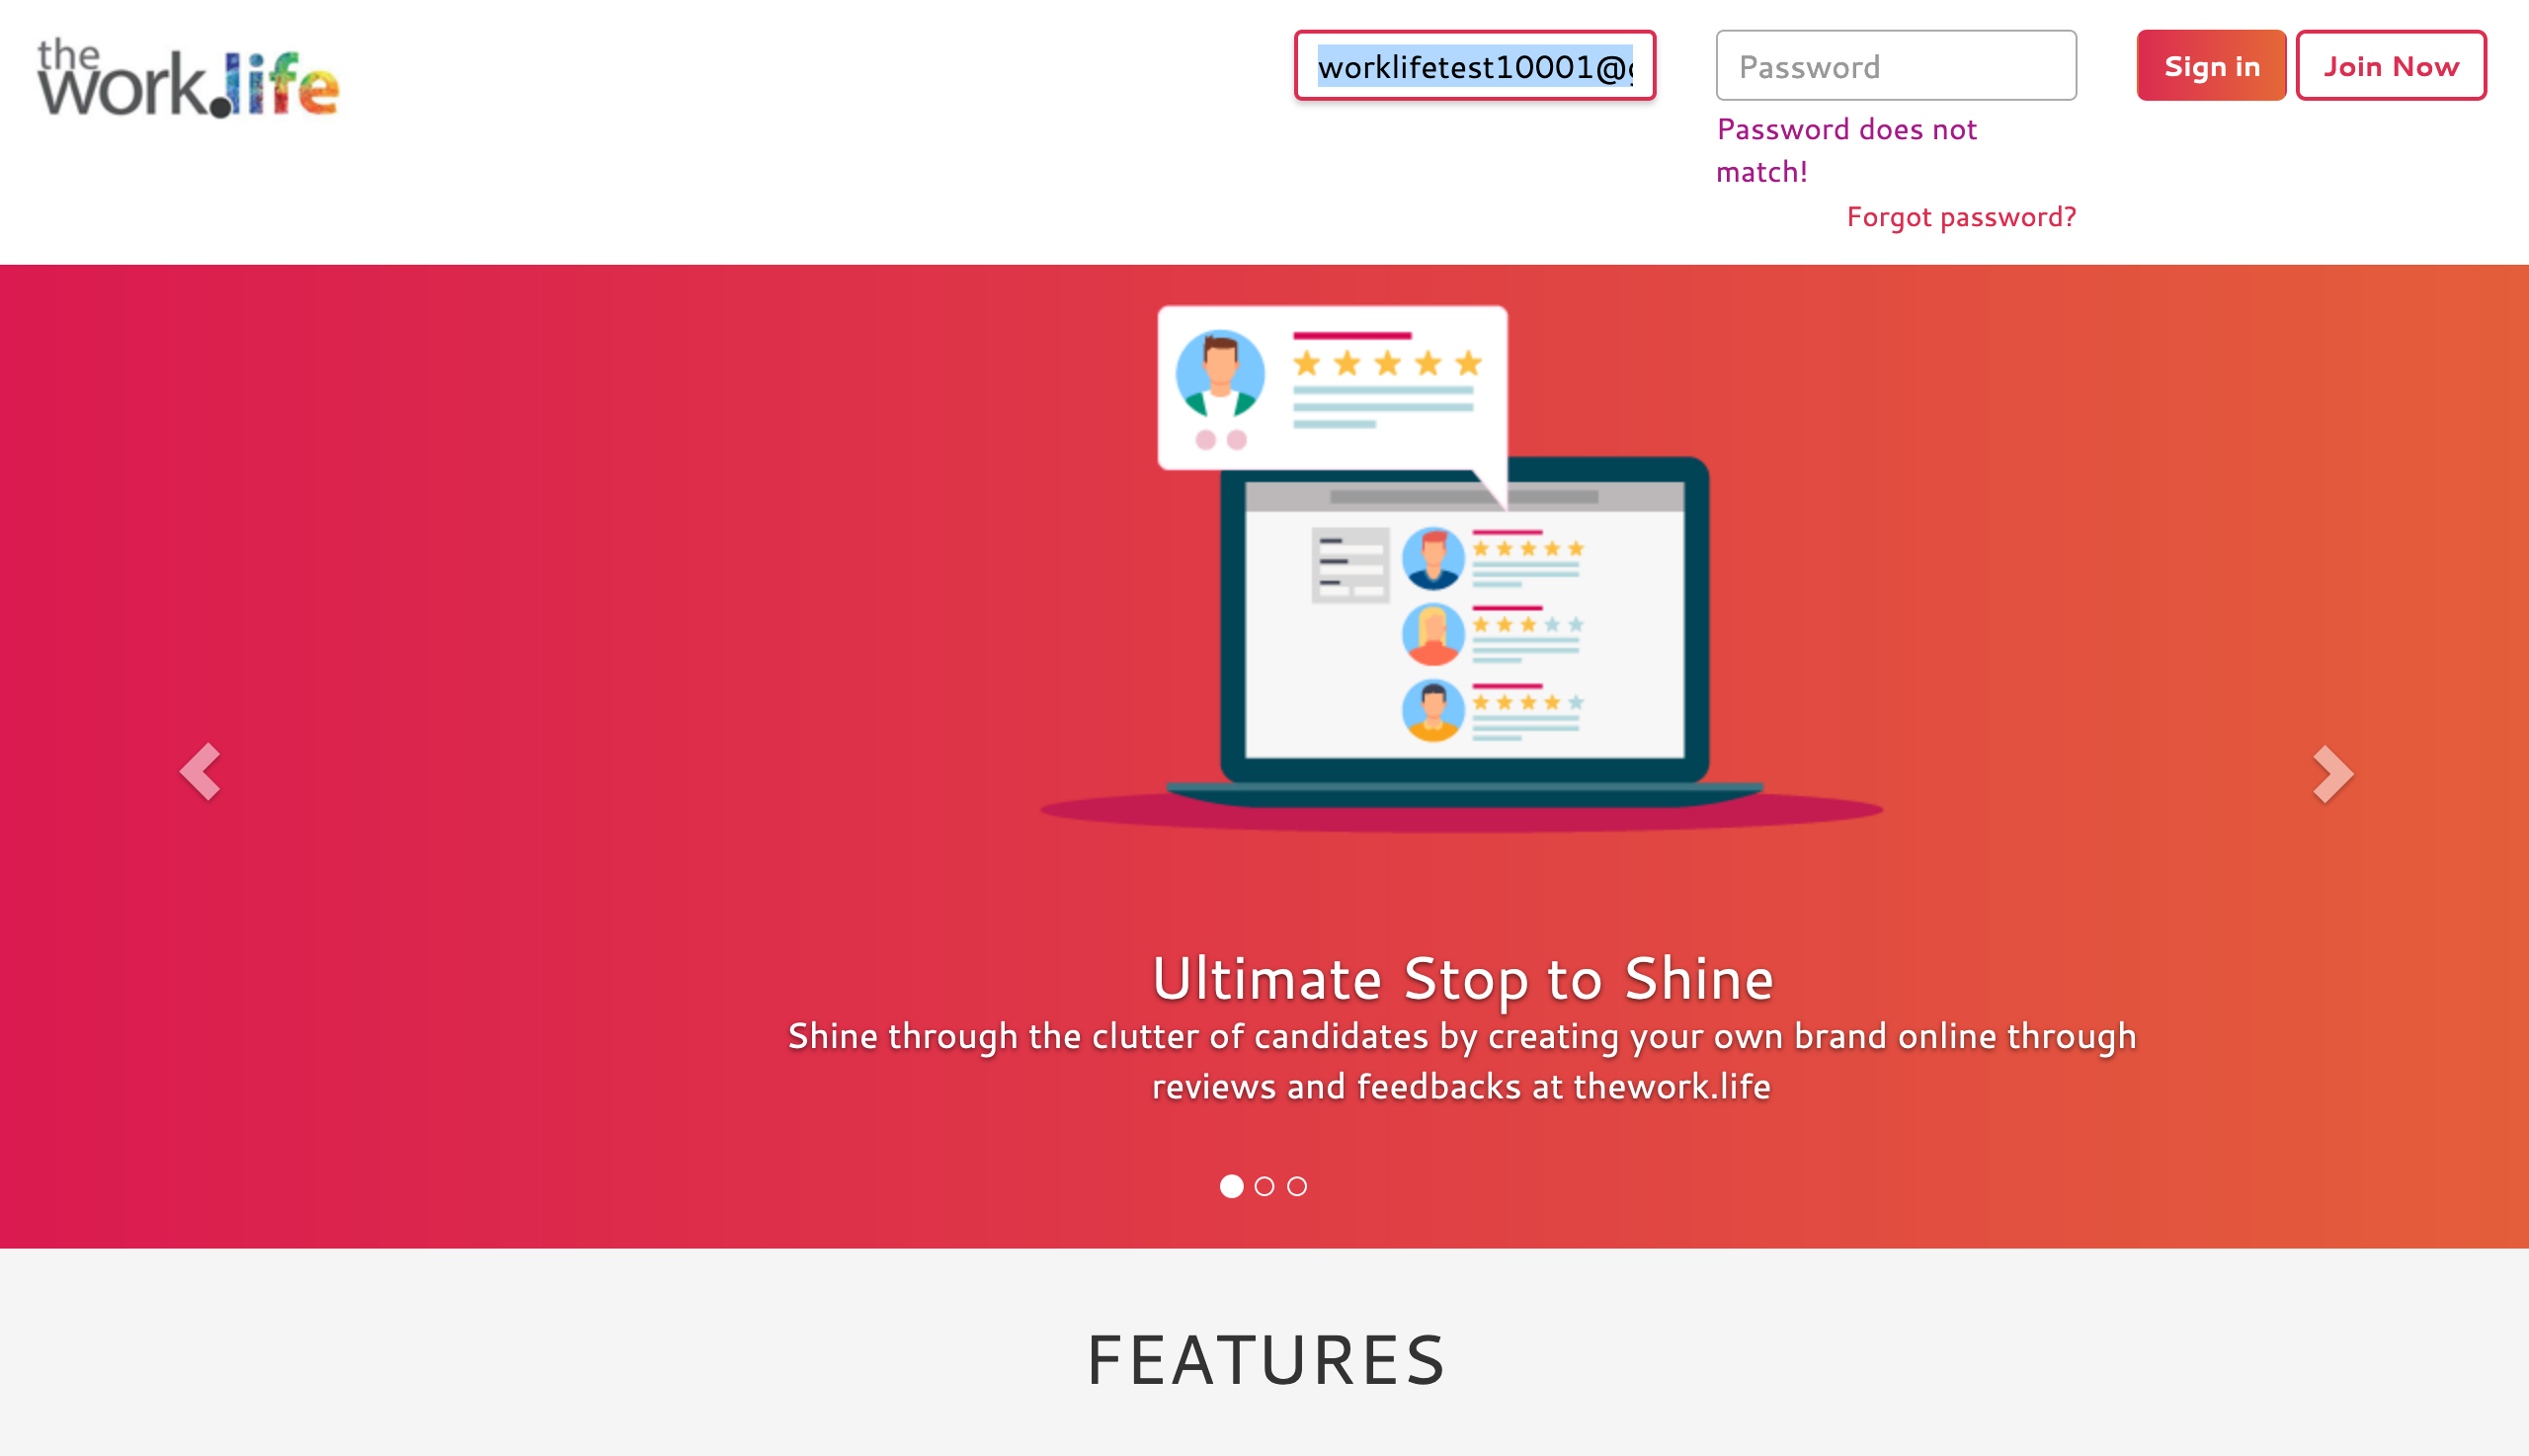 the
work.life
worklifetest10001@
Password
Sign in
Join Now
Password does not
match!
Forgot password?
Ultimate Stop to Shine
Shine through the clutter of candidates by creating your own brand online through
reviews and feedbacks at thework.life
FEATURES